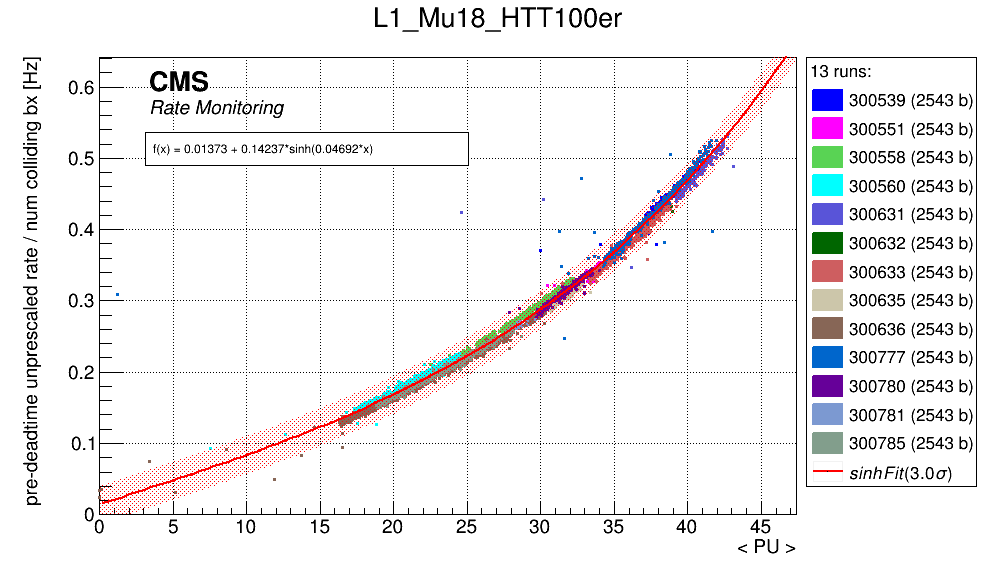 L1_Mu18_HTT100er
pre-deadtime unprescaled rate / num colliding bx [Hz]
CMS
Rate Monitoring
f(x) = 0.01373 + 0.14237*sinh(0.04692*x)
0.6
0.5
0.4
0.3
0.2
0.1
0
0 5 10 15 20 25 30 35 40 45
< PU >
13 runs:
300539 (2543 b)
300551 (2543 b)
300558 (2543 b)
300560 (2543 b)
300631 (2543 b)
300632 (2543 b)
300633 (2543 b)
300635 (2543 b)
300636 (2543 b)
300777 (2543 b)
300780 (2543 b)
300781 (2543 b)
300785 (2543 b)
sinhFit(3.0σ)